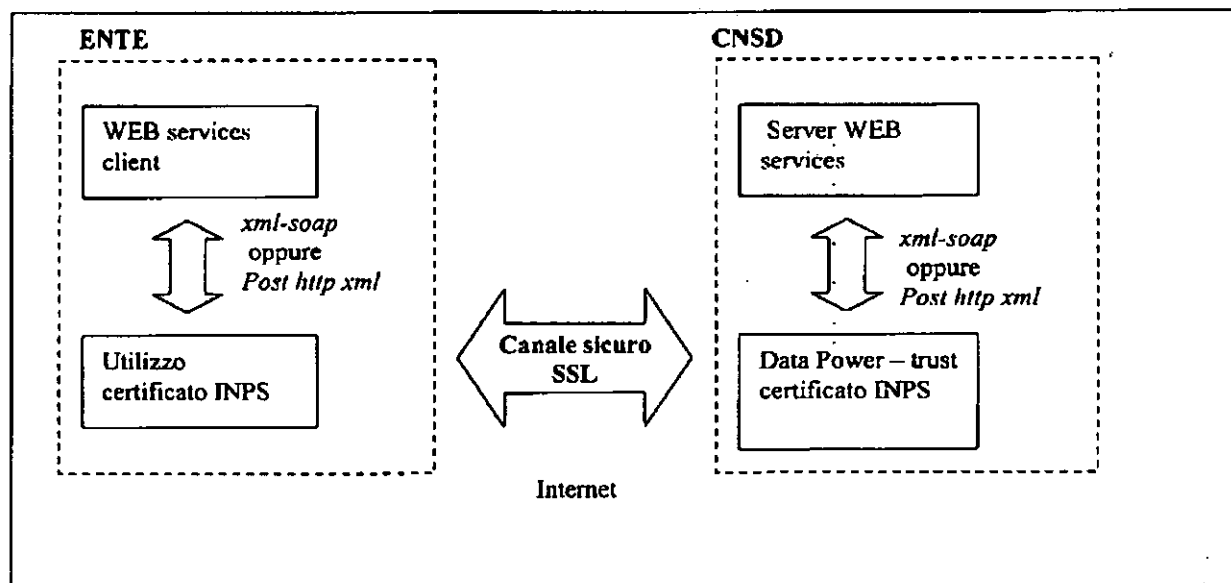 ENTE
WEB services
client
xml-soap
oppure
Post http xml
Utilizzo
certificato INPS
Canale sicuro
SSL
Internet
CNSD
Server WEB
services
xml-soap
oppure
Post http xml
Data Power – trust
certificato INPS